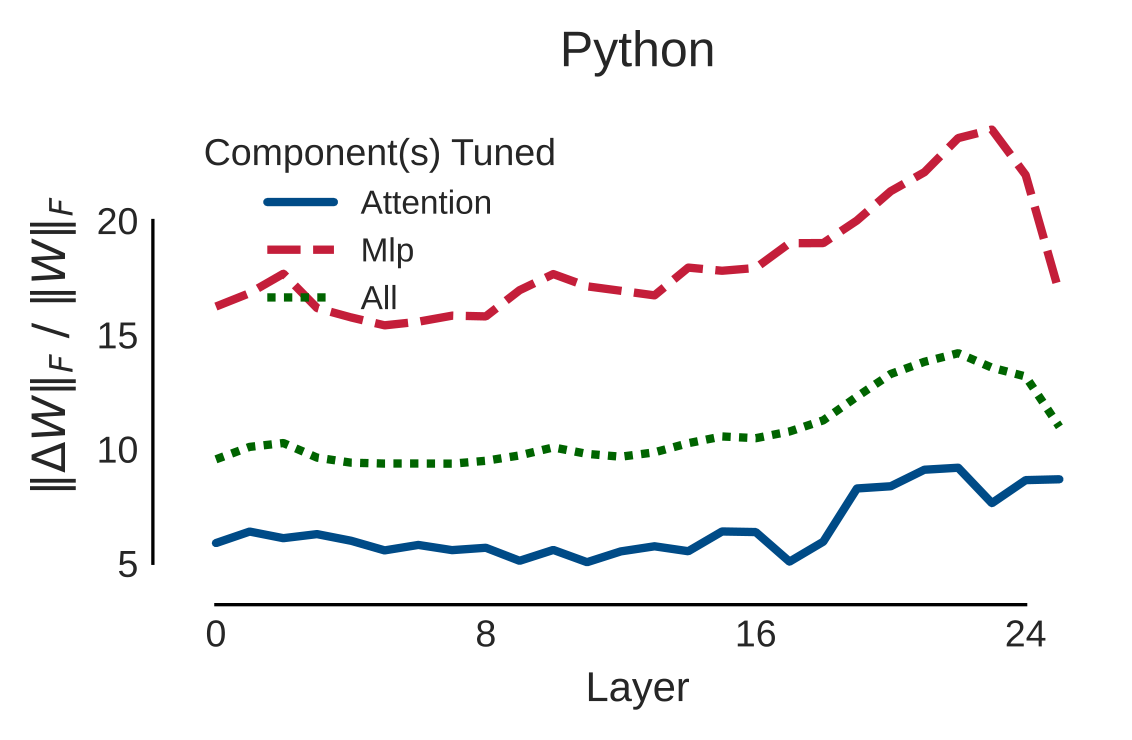 Python
Component(s) Tuned
Attention
Mlp
All
‖ΔW‖F / ‖W‖F
20
15
10
5
0 8 16 24
Layer